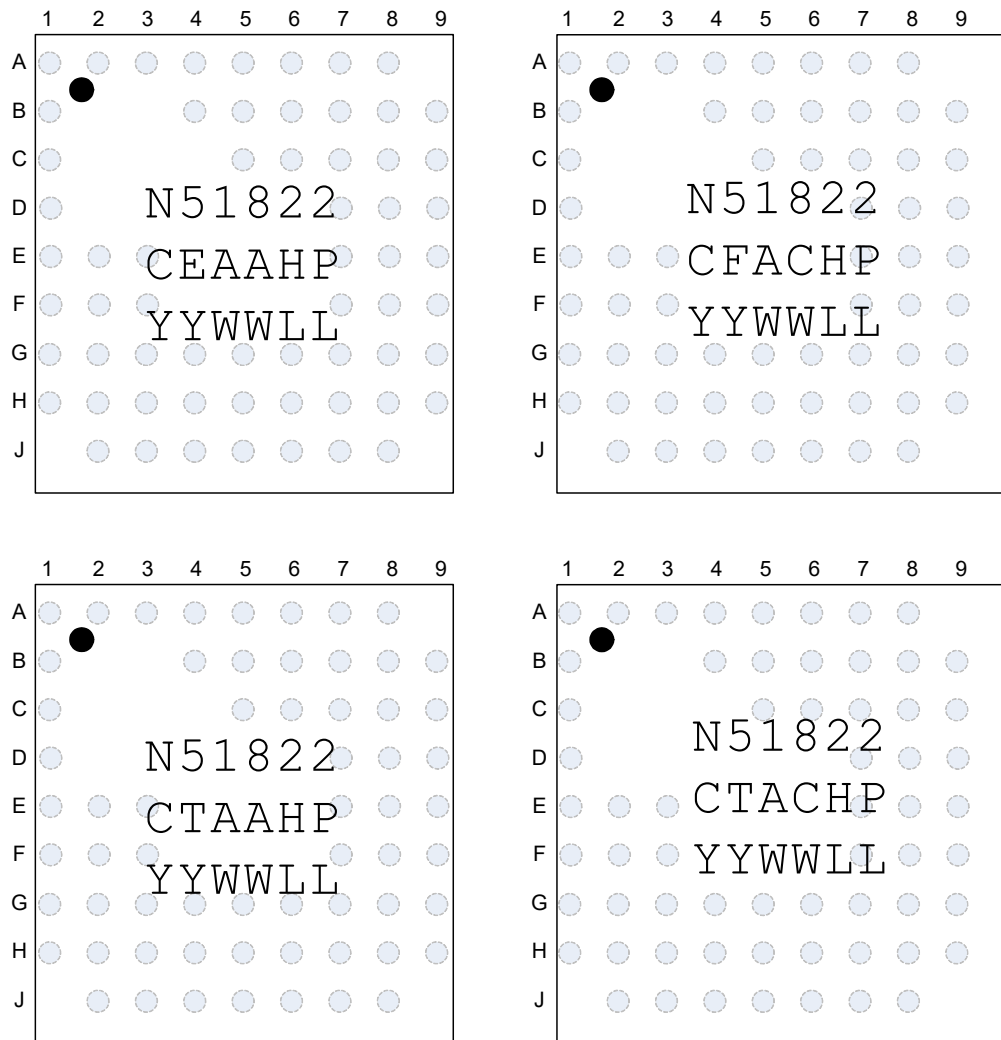 1 2 3 4 5 6 7 8 9
A
B
C
D
E
F
G
H
J
N51822
CEAAHP
YYWWLL
1 2 3 4 5 6 7 8 9
A
B
C
D
E
F
G
H
J
N51822
CFACHP
YYWWLL
1 2 3 4 5 6 7 8 9
A
B
C
D
E
F
G
H
J
N51822
CTAAHP
YYWWLL
1 2 3 4 5 6 7 8 9
A
B
C
D
E
F
G
H
J
N51822
CTACHP
YYWWLL